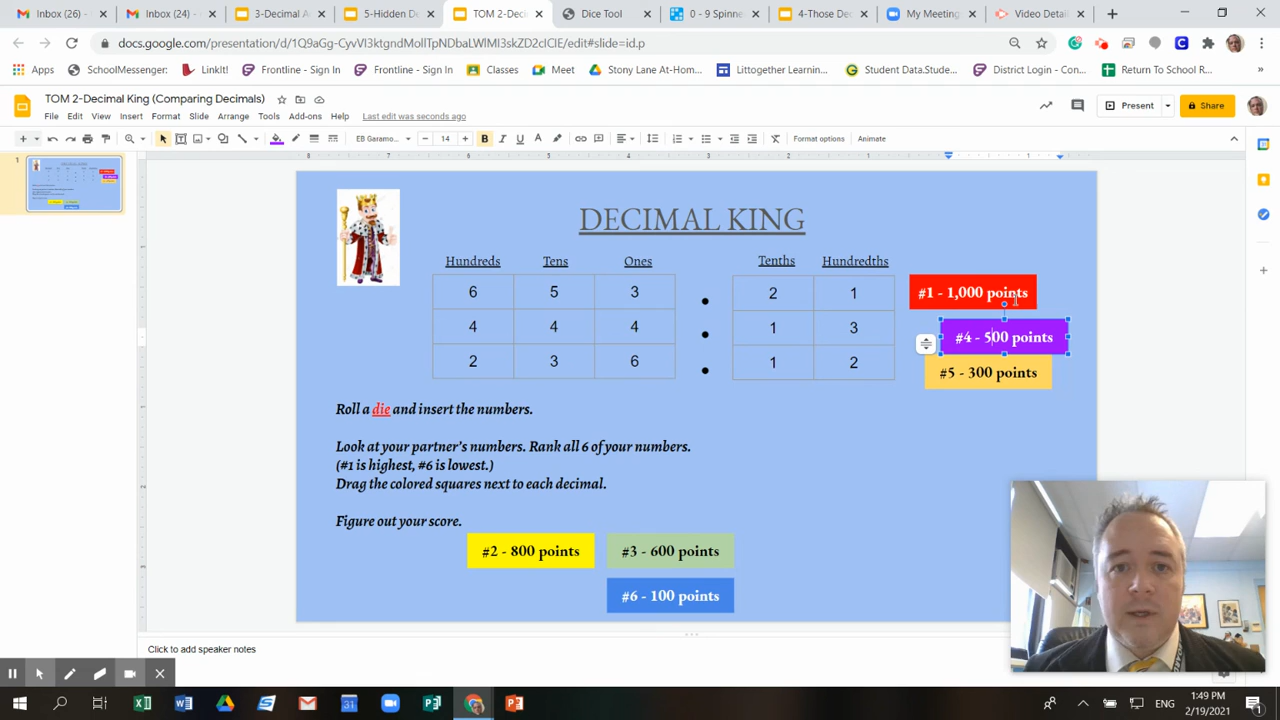 Inbox (26) -
Inbox (24) -
3-Decimal A
5-Hidden D
TOM 2-Deci
Dice Tool
0 - 9 Spinne
4-Those Dec
My Meeting
Video Detail
docs.google.com/presentation/d/
/edit#slide=id.p
Apps
SchoolMessenger:
LinkIt!
Frontline - Sign In
Frontline - Sign In
Classes
Meet
Stony Lane At-Hom...
Littogether Learnin...
Student Data.Stude...
District Login - Con...
Return To School R...
TOM 2-Decimal King (Comparing Decimals)
File Edit View Insert Format Slide Arrange Tools Add-ons Help Last edit was seconds ago
Present
Share
EB Garamo...
14
B I U A
Format options
Animate
1
DECIMAL KING
Hundreds Tens Ones Tenths Hundredths
6 5 3 . 2 1
#1 - 1,000 points
4 4 4 . 1 3
#4 - 500 points
2 3 6 . 1 2
#5 - 300 points
Roll a die and insert the numbers.
Look at your partner's numbers. Rank all 6 of your numbers.
(#1 is highest, #6 is lowest.)
Drag the colored squares next to each decimal.
Figure out your score.
#2 - 800 points
#3 - 600 points
#6 - 100 points
Click to add speaker notes
ENG
1:49 PM
2/19/2021